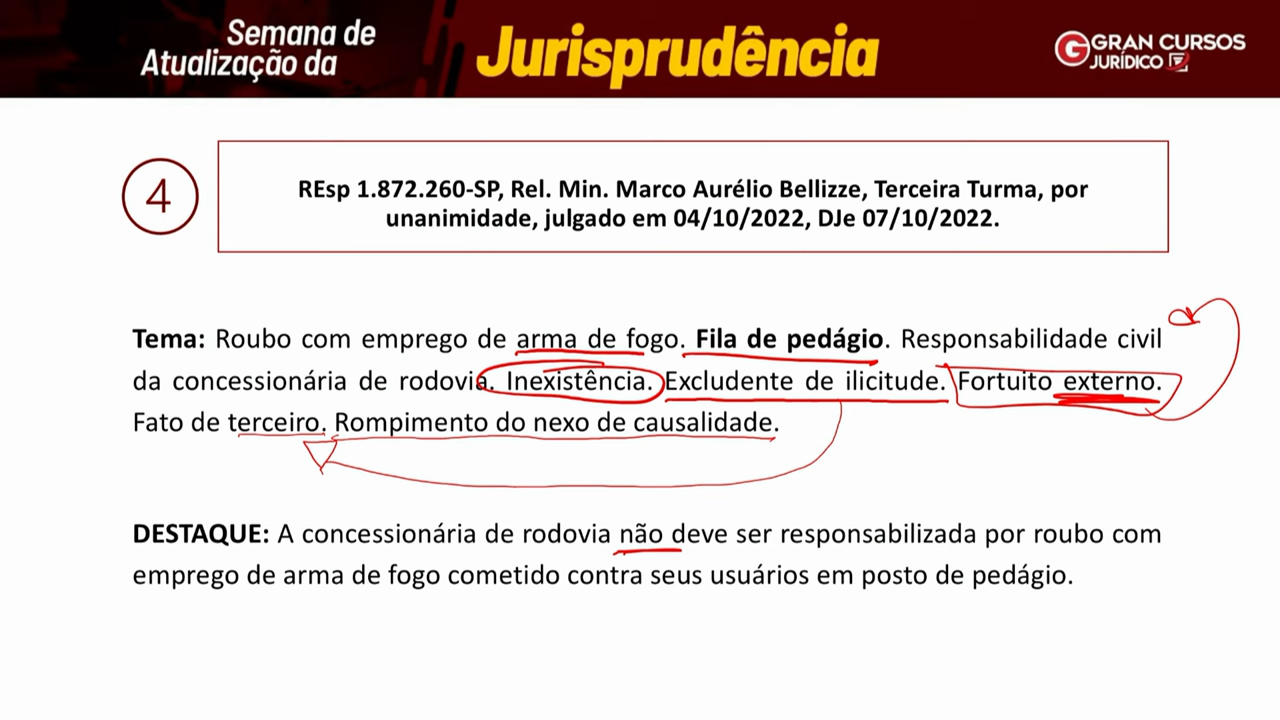 Semana de
Atualização da
Jurisprudência
GRAN CURSOS
JURÍDICO
4
REsp 1.872.260-SP, Rel. Min. Marco Aurélio Bellizze, Terceira Turma, por
unanimidade, julgado em 04/10/2022, DJe 07/10/2022.
Tema: Roubo com emprego de arma de fogo. Fila de pedágio. Responsabilidade civil
da concessionária de rodovia. Inexistência. Excludente de ilicitude. Fortuito externo.
Fato de terceiro. Rompimento do nexo de causalidade.
DESTAQUE: A concessionária de rodovia não deve ser responsabilizada por roubo com
emprego de arma de fogo cometido contra seus usuários em posto de pedágio.